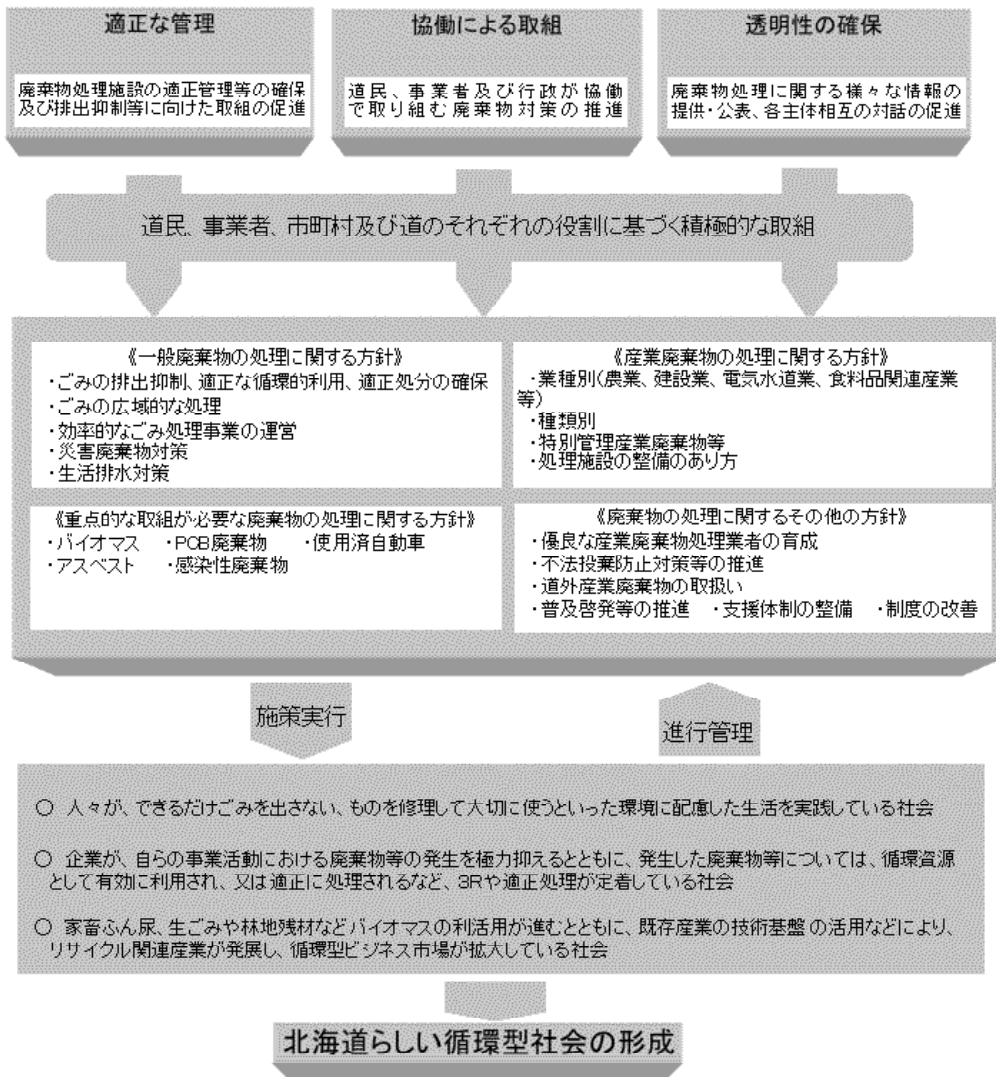 適正な管理
廃棄物処理施設の適正管理等の確保
及び排出抑制等に向けた取組の促進
協働による取組
道民、事業者及び行政が協働
で取り組む廃棄物対策の推進
透明性の確保
廃棄物処理に関する様々な情報の
提供・公表、各主体相互の対話の促進
道民、事業者、市町村及び道のそれぞれの役割に基づく積極的な取組
《一般廃棄物の処理に関する方針》
・ごみの排出抑制、適正な循環的利用、適正処分の確保
・ごみの広域的な処理
・効率的なごみ処理事業の運営
・災害廃棄物対策
・生活排水対策
《産業廃棄物の処理に関する方針》
・業種別(農業、建設業、電気水道業、食料品関連産業
等)
・種類別
・特別管理産業廃棄物等
・処理施設の整備のあり方
《重点的な取組が必要な廃棄物の処理に関する方針》
・バイオマス ・PCB廃棄物 ・使用済自動車
・アスベスト ・感染性廃棄物
《廃棄物の処理に関するその他の方針》
・優良な産業廃棄物処理業者の育成
・不法投棄防止対策等の推進
・道外産業廃棄物の取扱い
・普及啓発等の推進 ・支援体制の整備 ・制度の改善
施策実行
進行管理
○ 人々が、できるだけごみを出さない、ものを修理して大切に使うといった環境に配慮した生活を実践している社会
○ 企業が、自らの事業活動における廃棄物等の発生を極力抑えるとともに、発生した廃棄物等については、循環資源
として有効に利用され、又は適正に処理されるなど、3Rや適正処理が定着している社会
○ 家畜ふん尿、生ごみや林地残材などバイオマスの利活用が進むとともに、既存産業の技術基盤の活用などにより、
リサイクル関連産業が発展し、循環型ビジネス市場が拡大している社会
北海道らしい循環型社会の形成